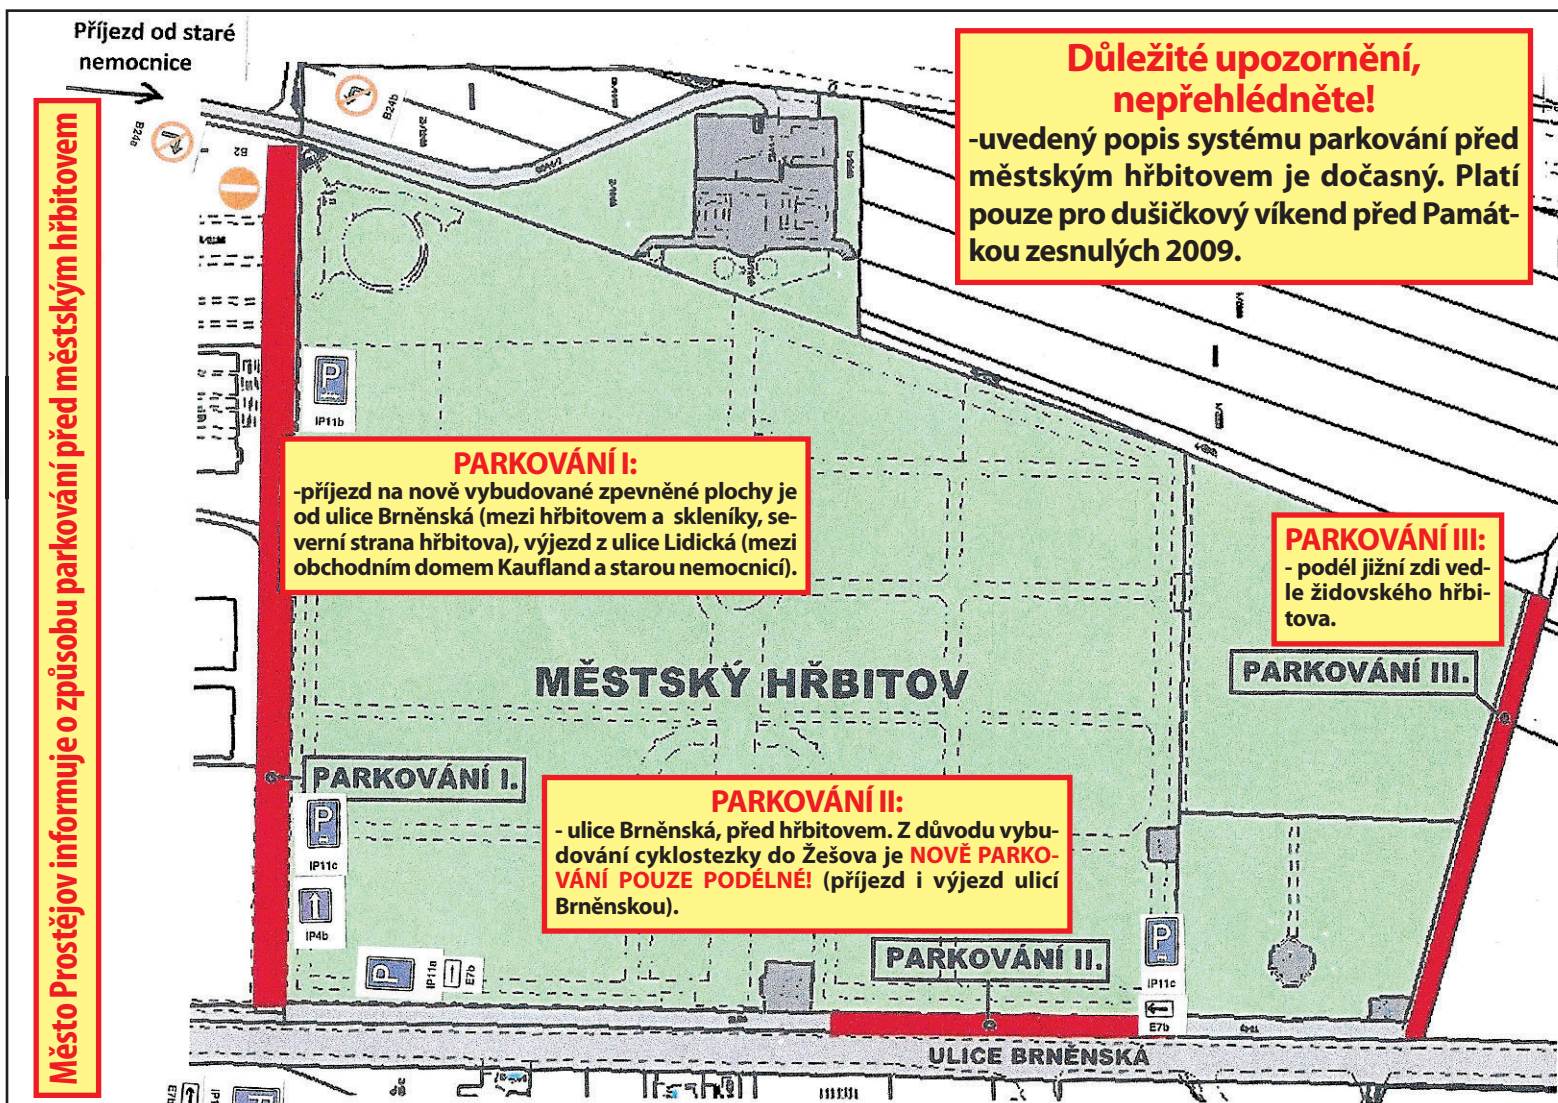 Příjezd od staré
nemocnice
Město Prostějov informuje o způsobu parkování před městským hřbitovem
Důležité upozornění,
nepřehlédněte!
-uvedený popis systému parkování před
městským hřbitovem je dočasný. Platí
pouze pro dušičkový víkend před Památ-
kou zesnulých 2009.
B24a
B24b
B2
IP11b
PARKOVÁNÍ I:
-příjezd na nově vybudované zpevněné plochy je
od ulice Brněnská (mezi hřbitovem a skleníky, se-
verní strana hřbitova), výjezd z ulice Lidická (mezi
obchodním domem Kaufland a starou nemocnicí).
PARKOVÁNÍ III:
- podél jižní zdi ved-
le židovského hřbi-
tova.
MĚSTSKÝ HŘBITOV
PARKOVÁNÍ III.
PARKOVÁNÍ I.
P
IP11c
IP4b
PARKOVÁNÍ II:
- ulice Brněnská, před hřbitovem. Z důvodu vybu-
dování cyklostezky do Žešova je NOVĚ PARKO-
VÁNÍ POUZE PODÉLNÉ! (příjezd i výjezd ulicí
Brněnskou).
P
IP11a
E7b
PARKOVÁNÍ II.
P
IP11c
E7b
ULICE BRNĚNSKÁ